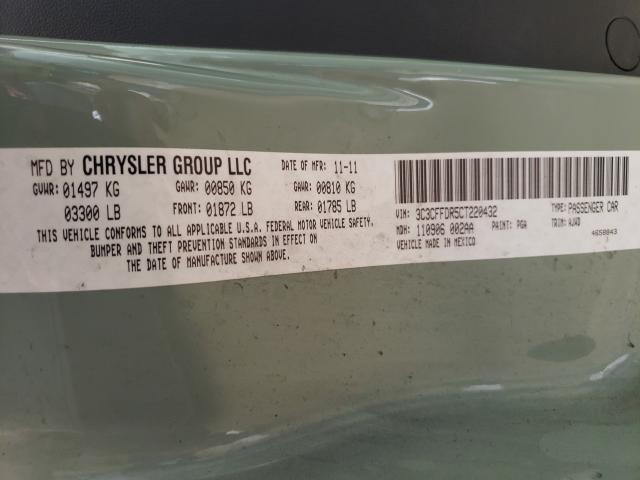 MFD BY CHRYSLER GROUP LLC DATE OF MFR: 11-11
GVWR: 01497 KG GAWR: 00850 KG GAWR: 00810 KG
03300 LB FRONT: 01872 LB REAR: 01785 LB
THIS VEHICLE CONFORMS TO ALL APPLICABLE U.S.A. FEDERAL MOTOR VEHICLE SAFETY,
BUMPER AND THEFT PREVENTION STANDARDS IN EFFECT ON
THE DATE OF MANUFACTURE SHOWN ABOVE.
VIN: 3C3CFFDR5CT220432 TYPE: PASSENGER CAR
MDH: 110906 002AA PAINT: PGA TRIM: AJAD
VEHICLE MADE IN MEXICO 4658843